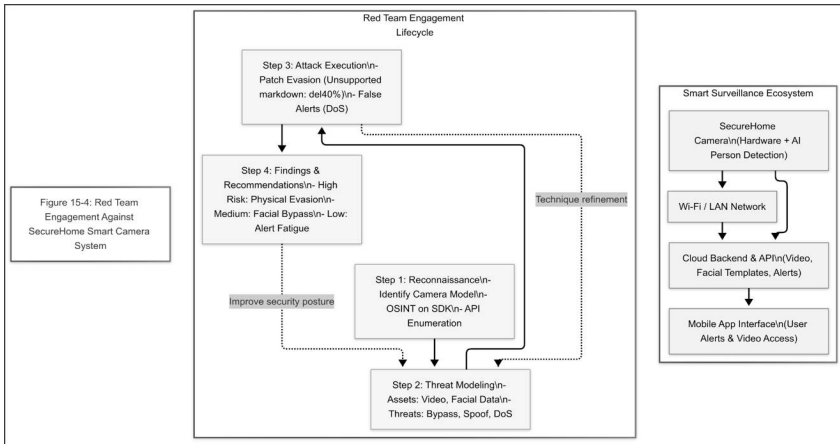 Red Team Engagement
Lifecycle
Step 3: Attack Execution\n-
Patch Evasion (Unsupported
markdown: del40%)\n- False
Alerts (DoS)
Step 4: Findings &
Recommendations\n- High
Risk: Physical Evasion\n-
Medium: Facial Bypass\n- Low:
Alert Fatigue
Technique refinement
Figure 15-4: Red Team
Engagement Against
SecureHome Smart Camera
System
Step 1: Reconnaissance\n-
Identify Camera Model\n-
OSINT on SDK\n- API
Enumeration
Improve security posture
Step 2: Threat Modeling\n-
Assets: Video, Facial Data\n-
Threats: Bypass, Spoof, DoS
Smart Surveillance Ecosystem
SecureHome
Camera\n(Hardware + AI
Person Detection)
Wi-Fi / LAN Network
Cloud Backend & API\n(Video,
Facial Templates, Alerts)
Mobile App Interface\n(User
Alerts & Video Access)